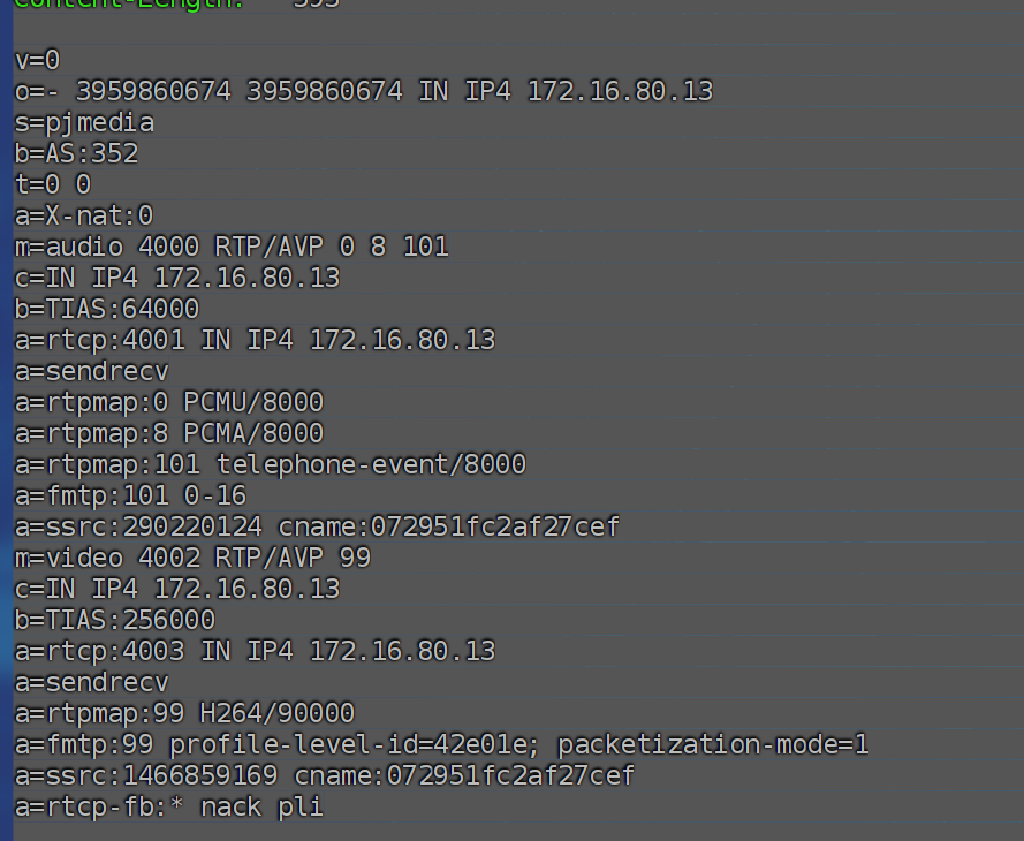 Content-Length: 595
v=0
o=- 3959860674 3959860674 IN IP4 172.16.80.13
s=pjmedia
b=AS:352
t=0 0
a=X-nat:0
m=audio 4000 RTP/AVP 0 8 101
c=IN IP4 172.16.80.13
b=TIAS:64000
a=rtcp:4001 IN IP4 172.16.80.13
a=sendrecv
a=rtpmap:0 PCMU/8000
a=rtpmap:8 PCMA/8000
a=rtpmap:101 telephone-event/8000
a=fmtp:101 0-16
a=ssrc:290220124 cname:072951fc2af27cef
m=video 4002 RTP/AVP 99
c=IN IP4 172.16.80.13
b=TIAS:256000
a=rtcp:4003 IN IP4 172.16.80.13
a=sendrecv
a=rtpmap:99 H264/90000
a=fmtp:99 profile-level-id=42e01e; packetization-mode=1
a=ssrc:1466859169 cname:072951fc2af27cef
a=rtcp-fb:* nack pli